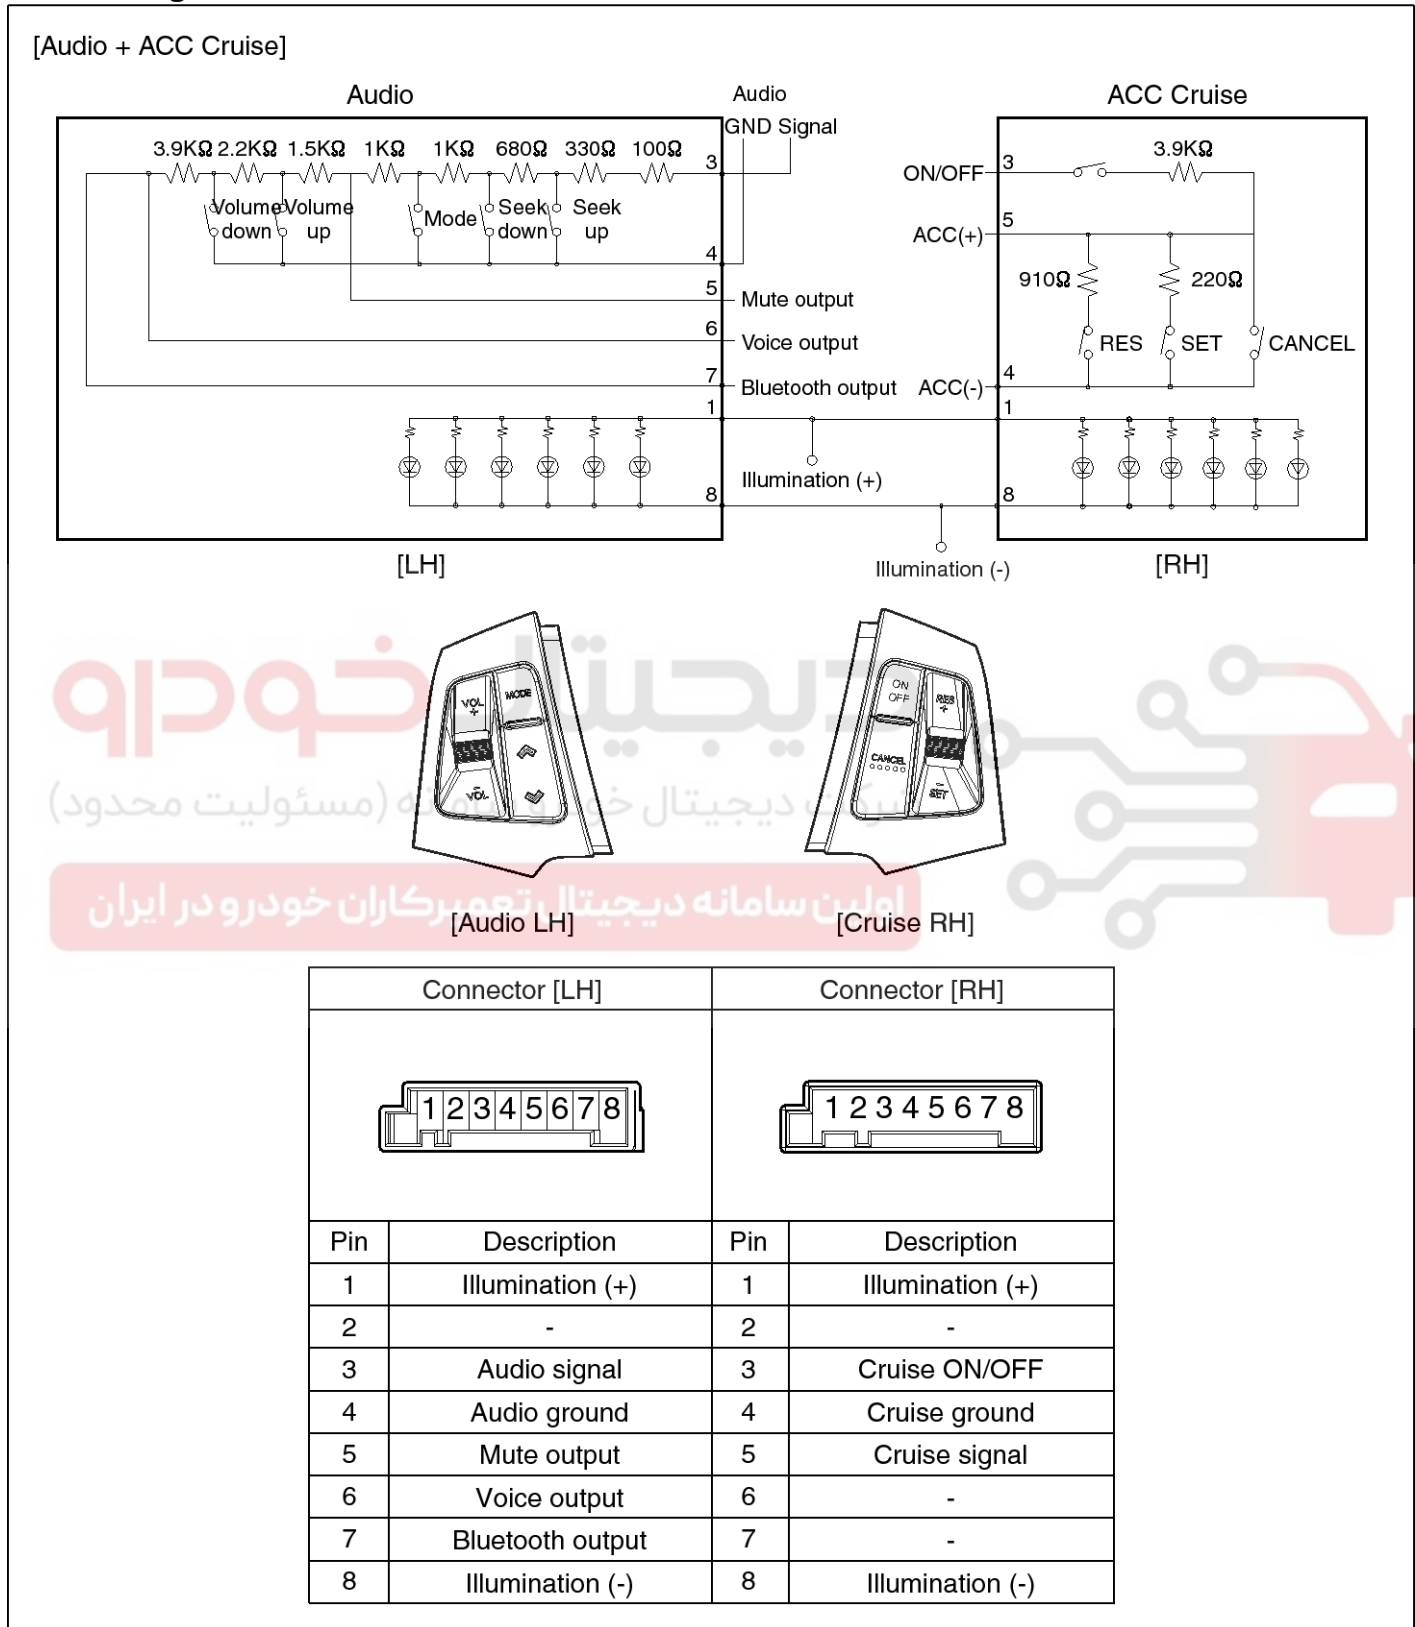 [Audio + ACC Cruise]
Audio
Audio
GND Signal
ACC Cruise
3.9KΩ 2.2KΩ 1.5KΩ 1KΩ 1KΩ 680Ω 330Ω 100Ω
3
Volume down
Volume up
Mode
Seek down
Seek up
4
5
Mute output
6
Voice output
7
Bluetooth output
1
Illumination (+)
8
[LH]
ON/OFF
3
3.9KΩ
ACC(+)
5
910Ω
220Ω
RES
SET
CANCEL
ACC(-)
4
1
8
Illumination (-)
[RH]
VOL +
MODE
- VOL
ON OFF
RES +
CANCEL
- SET
دیجیتال خودرو
شرکت دیجیتال خودرو سامانه (مسئولیت محدود)
اولین سامانه دیجیتال تعمیرکاران خودرو در ایران
[Audio LH]
[Cruise RH]
Connector [LH] Connector [RH]
1 2 3 4 5 6 7 8
1 2 3 4 5 6 7 8
Pin Description Pin Description
1 Illumination (+) 1 Illumination (+)
2 - 2 -
3 Audio signal 3 Cruise ON/OFF
4 Audio ground 4 Cruise ground
5 Mute output 5 Cruise signal
6 Voice output 6 -
7 Bluetooth output 7 -
8 Illumination (-) 8 Illumination (-)